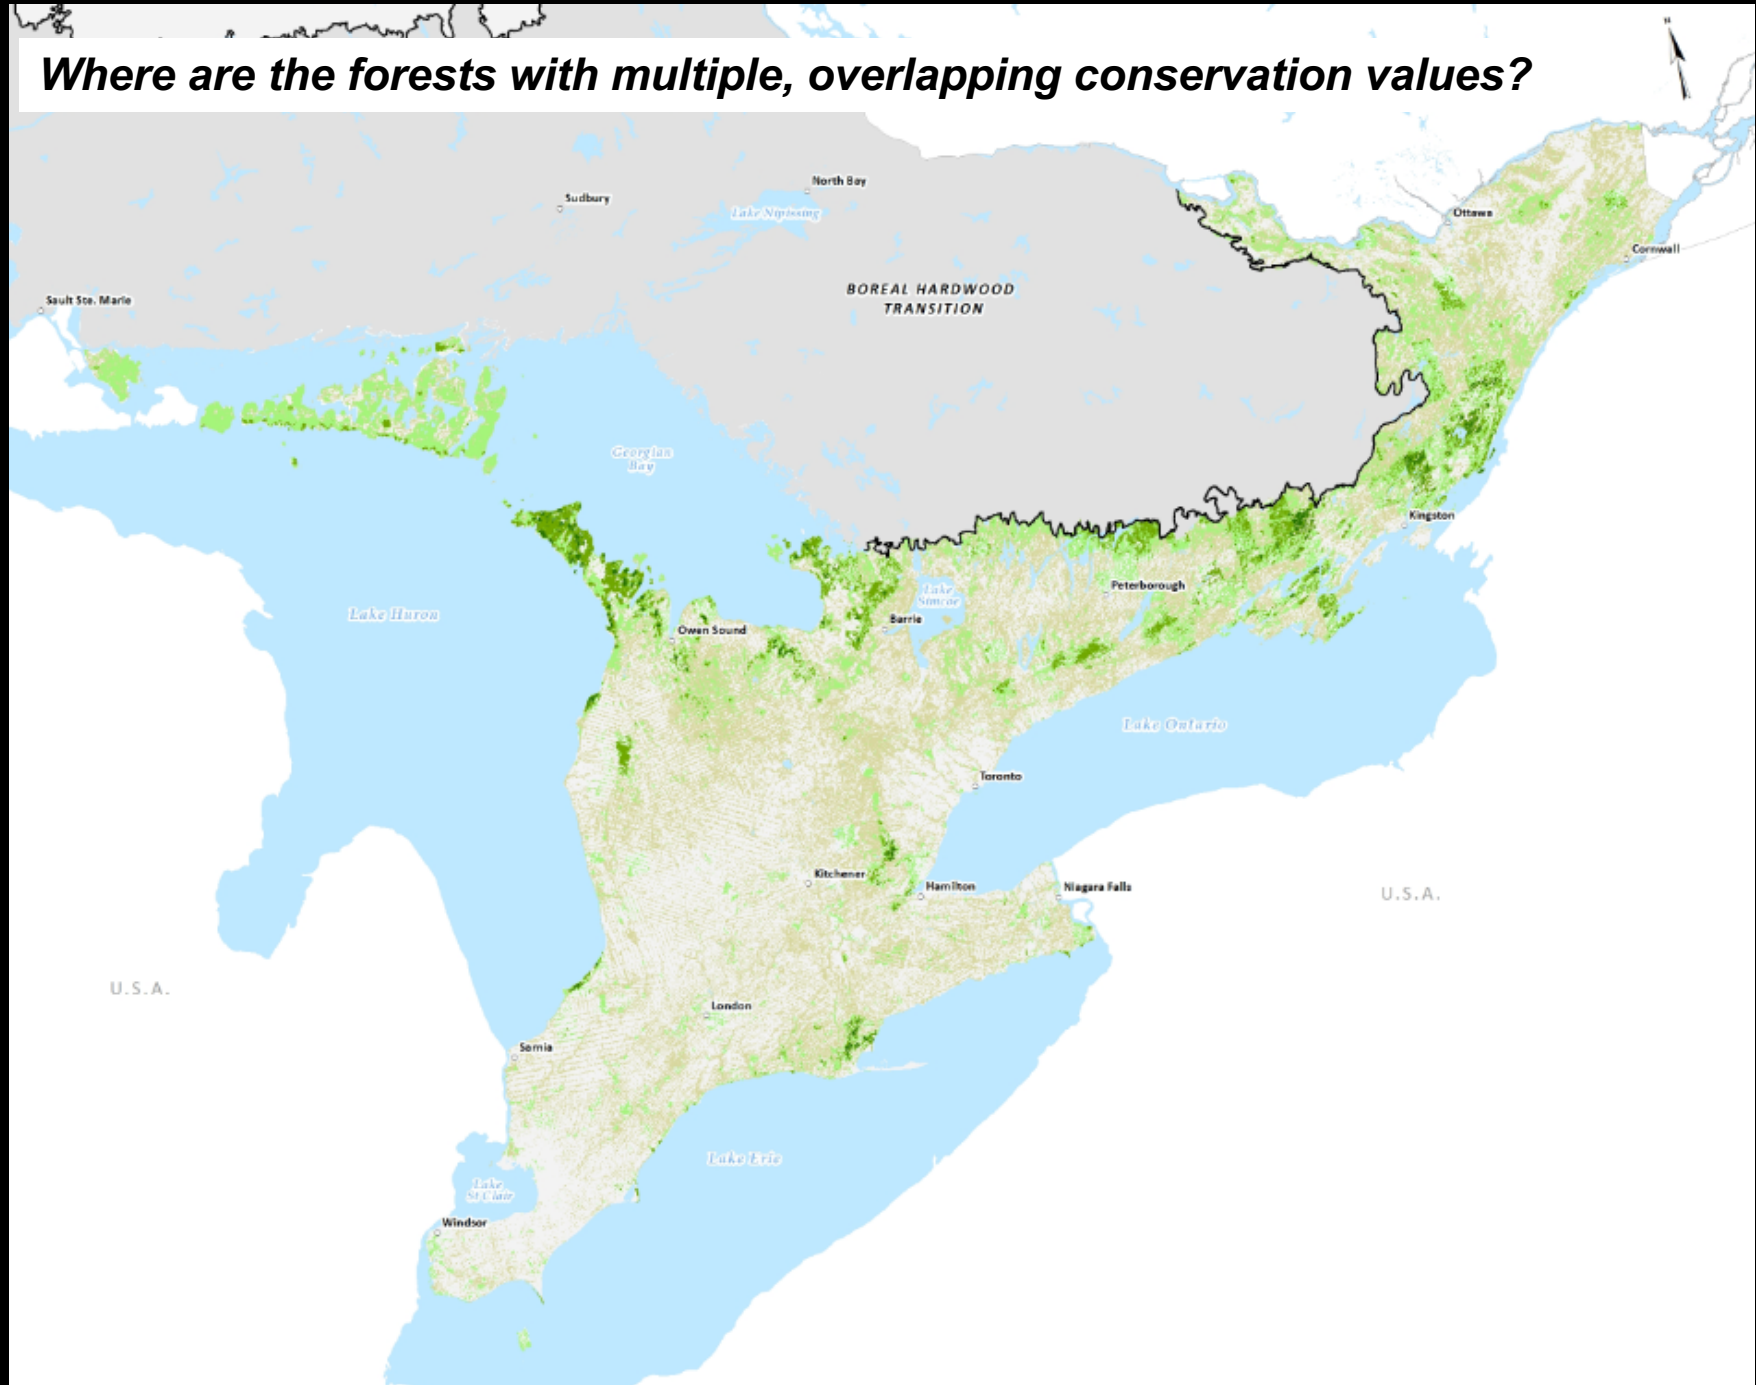 Where are the forests with multiple, overlapping conservation values?
N
North Bay
Sudbury
Lake Nipissing
Ottawa
Cornwall
BOREAL HARDWOOD
TRANSITION
Sault Ste. Marie
Georgian
Bay
Kingston
Peterborough
Lake
Simcoe
Lake Huron
Barrie
Owen Sound
Lake Ontario
Toronto
Kitchener
Hamilton
Niagara Falls
U.S.A.
U.S.A.
London
Sarnia
Lake Erie
Lake
St Clair
Windsor